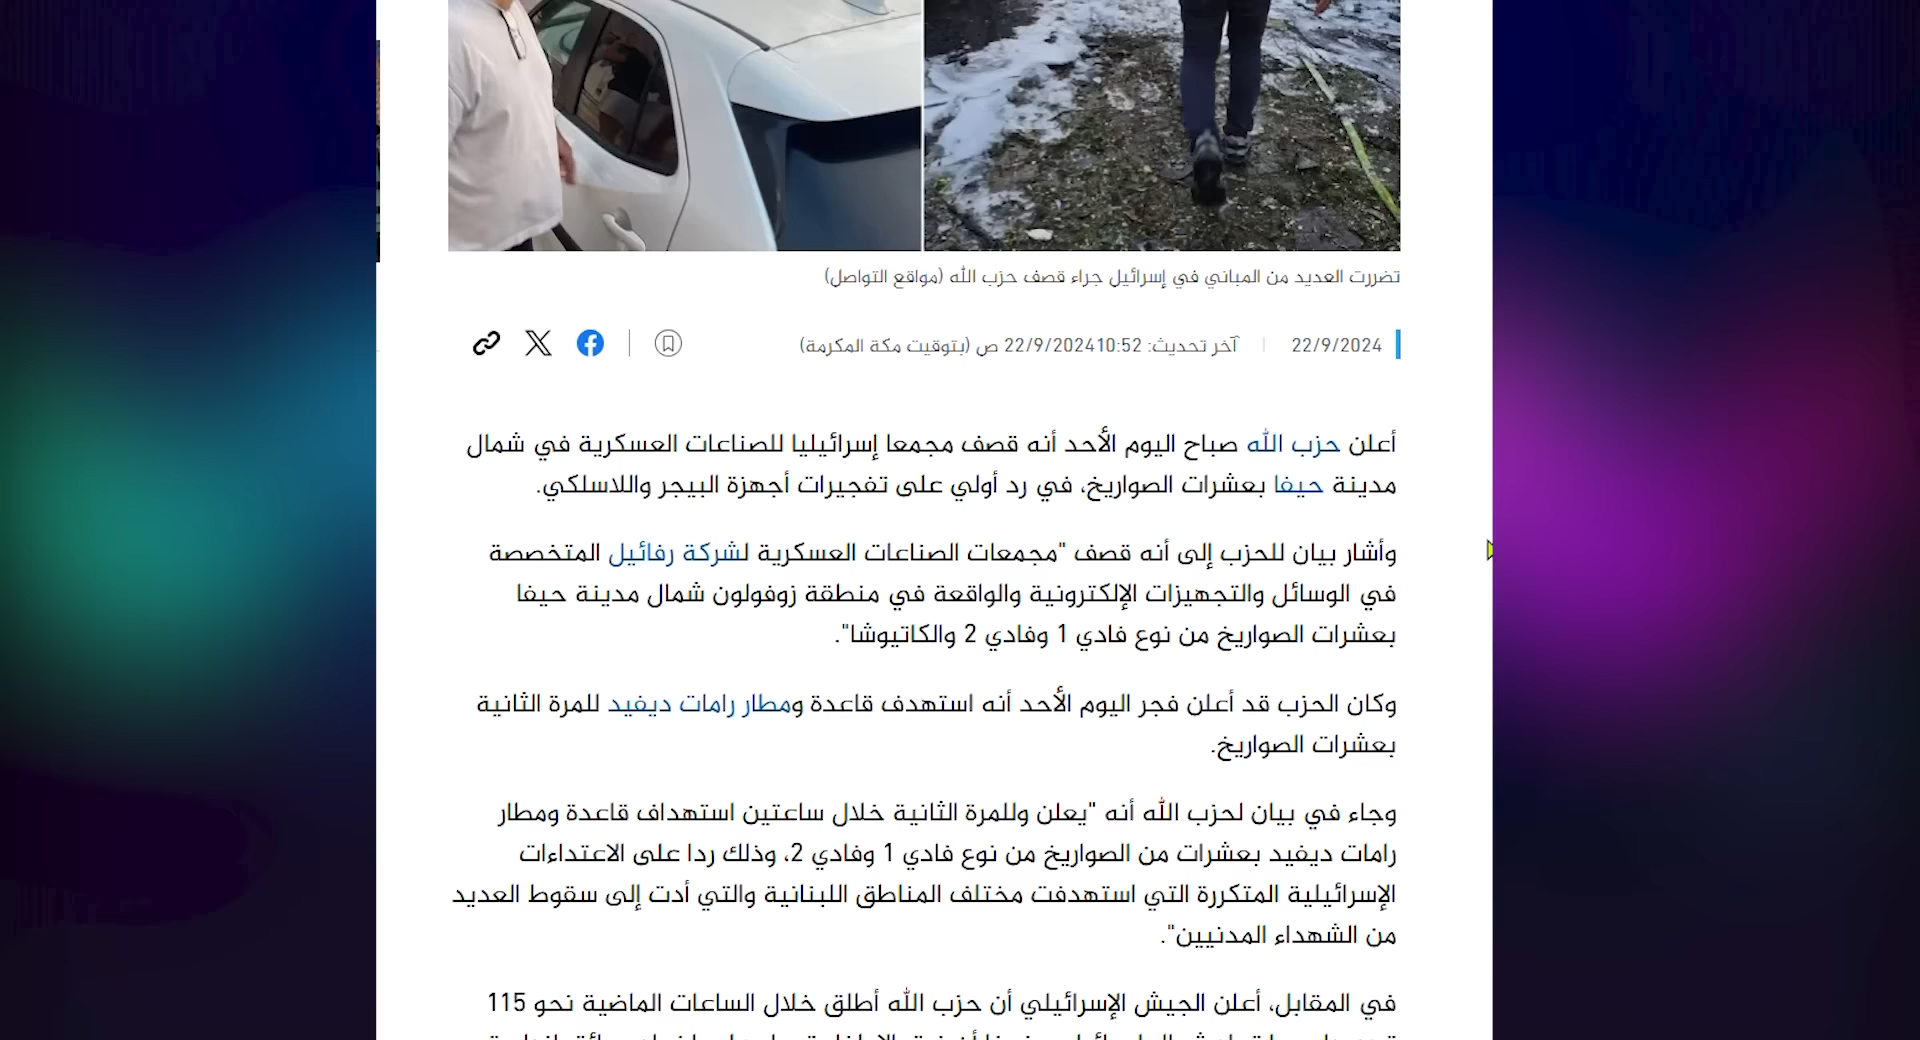 تضررت العديد من المباني في إسرائيل جراء قصف حزب الله (مواقع التواصل)
22/9/2024
آخر تحديث: 22/9/202410:52 ص (بتوقيت مكة المكرمة)
أعلن حزب الله صباح اليوم الأحد أنه قصف مجمعا إسرائيليا للصناعات العسكرية في شمال
مدينة حيفا بعشرات الصواريخ، في رد أولي على تفجيرات أجهزة البيجر واللاسلكي.
وأشار بيان للحزب إلى أنه قصف "مجمعات الصناعات العسكرية لشركة رفائيل المتخصصة
في الوسائل والتجهيزات الإلكترونية والواقعة في منطقة زوفولون شمال مدينة حيفا
بعشرات الصواريخ من نوع فادي 1 وفادي 2 والكاتيوشا".
وكان الحزب قد أعلن فجر اليوم الأحد أنه استهدف قاعدة ومطار رامات ديفيد للمرة الثانية
بعشرات الصواريخ.
وجاء في بيان لحزب الله أنه "يعلن وللمرة الثانية خلال ساعتين استهداف قاعدة ومطار
رامات ديفيد بعشرات من الصواريخ من نوع فادي 1 وفادي 2، وذلك ردا على الاعتداءات
الإسرائيلية المتكررة التي استهدفت مختلف المناطق اللبنانية والتي أدت إلى سقوط العديد
من الشهداء المدنيين".
في المقابل، أعلن الجيش الإسرائيلي أن حزب الله أطلق خلال الساعات الماضية نحو 115